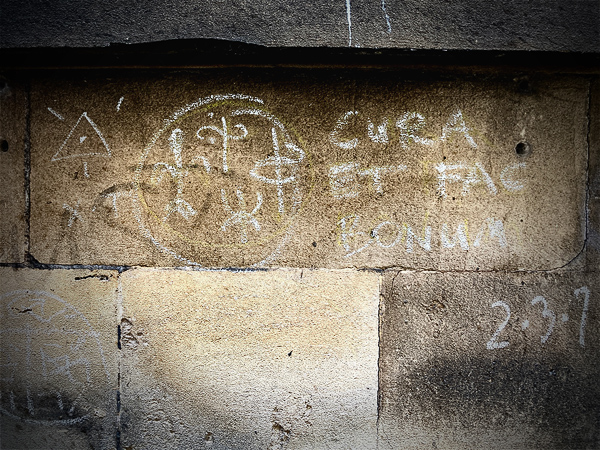 CURA
ET FAC
BONUM
2.3.7